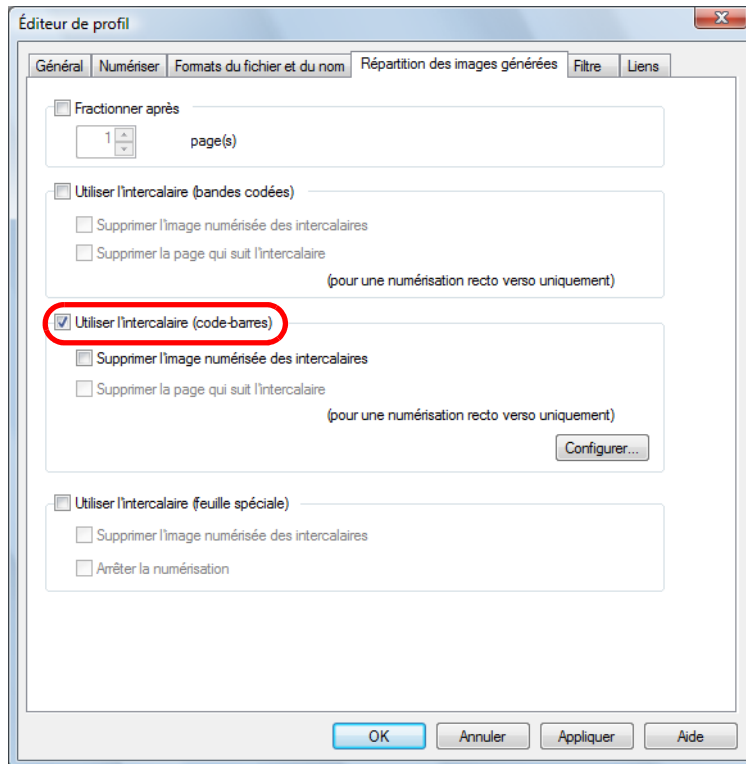 Éditeur de profil
Général Numériser Formats du fichier et du nom Répartition des images générées Filtre Liens
Fractionner après
1 page(s)
Utiliser l'intercalaire (bandes codées)
Supprimer l'image numérisée des intercalaires
Supprimer la page qui suit l'intercalaire
(pour une numérisation recto verso uniquement)
Utiliser l'intercalaire (code-barres)
Supprimer l'image numérisée des intercalaires
Supprimer la page qui suit l'intercalaire
(pour une numérisation recto verso uniquement)
Configurer...
Utiliser l'intercalaire (feuille spéciale)
Supprimer l'image numérisée des intercalaires
Arrêter la numérisation
OK Annuler Appliquer Aide